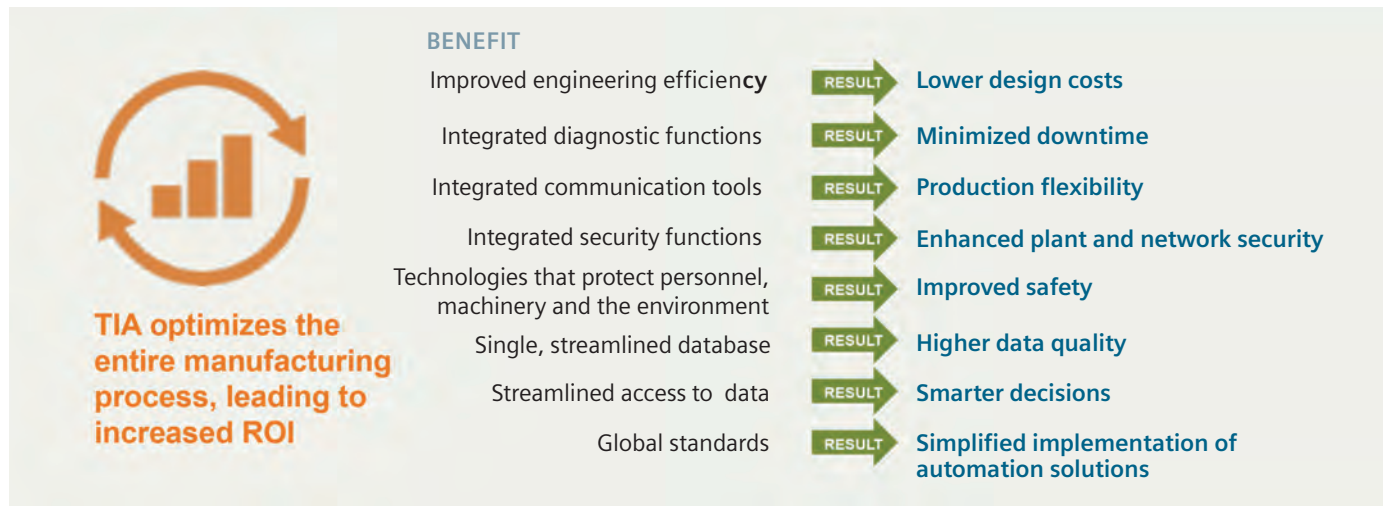 BENEFIT
Improved engineering efficiency RESULT Lower design costs
Integrated diagnostic functions RESULT Minimized downtime
Integrated communication tools RESULT Production flexibility
Integrated security functions RESULT Enhanced plant and network security
Technologies that protect personnel,
machinery and the environment RESULT Improved safety
Single, streamlined database RESULT Higher data quality
Streamlined access to data RESULT Smarter decisions
Global standards RESULT Simplified implementation of
automation solutions
TIA optimizes the
entire manufacturing
process, leading to
increased ROI